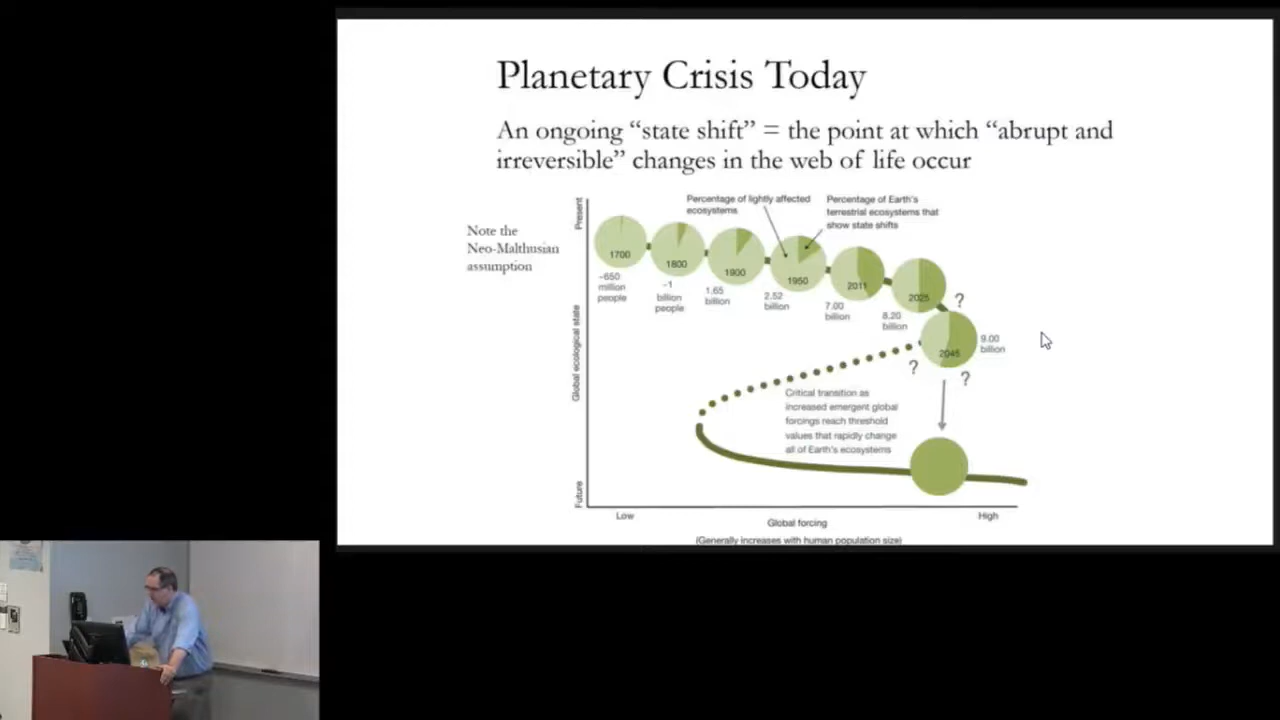 Planetary Crisis Today
An ongoing “state shift” = the point at which “abrupt and
irreversible” changes in the web of life occur
Note the
Neo-Malthusian
assumption
Present
Global ecological state
Future
Percentage of lightly affected
ecosystems
Percentage of Earth's
terrestrial ecosystems that
show state shifts
1700
~650
million
people
1800
~1
billion
people
1900
1.65
billion
1950
2.52
billion
2011
7.00
billion
2025
8.20
billion
?
2045
9.00
billion
?
?
Critical transition as
increased emergent global
forcings reach threshold
values that rapidly change
all of Earth's ecosystems
Low
Global forcing
High
(Generally increases with human population size)